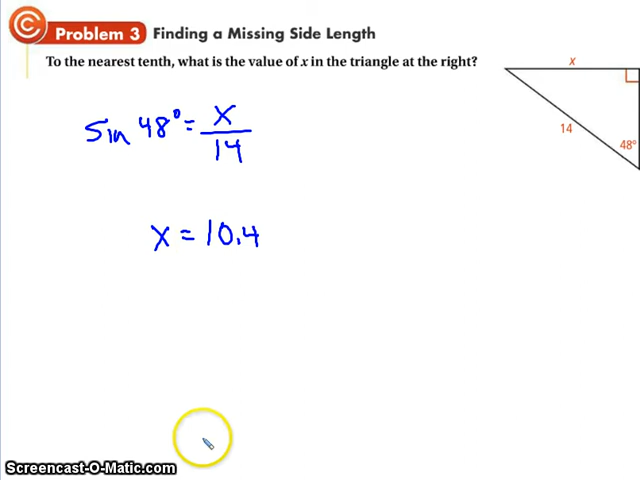 C Problem 3 Finding a Missing Side Length
To the nearest tenth, what is the value of x in the triangle at the right?
x
sin 48° = x/14
14
48°
x = 10.4
Screencast-O-Matic.com